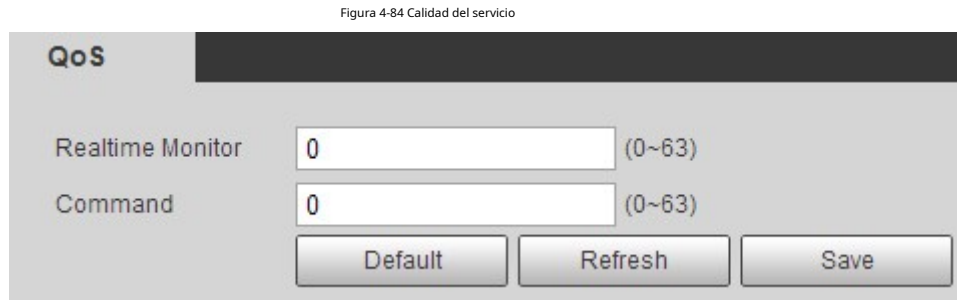 Figura 4-84 Calidad del servicio
QoS
Realtime Monitor 0 (0~63)
Command 0 (0~63)
Default Refresh Save